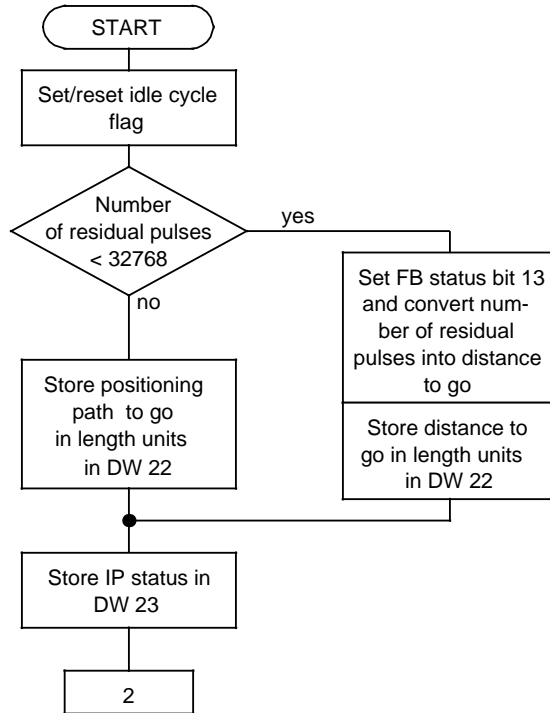 START
Set/reset idle cycle
flag
Number
of residual pulses
< 32768
yes
no
Set FB status bit 13
and convert num-
ber of residual
pulses into distance
to go
Store positioning
path to go
in length units
in DW 22
Store distance to
go in length units
in DW 22
Store IP status in
DW 23
2